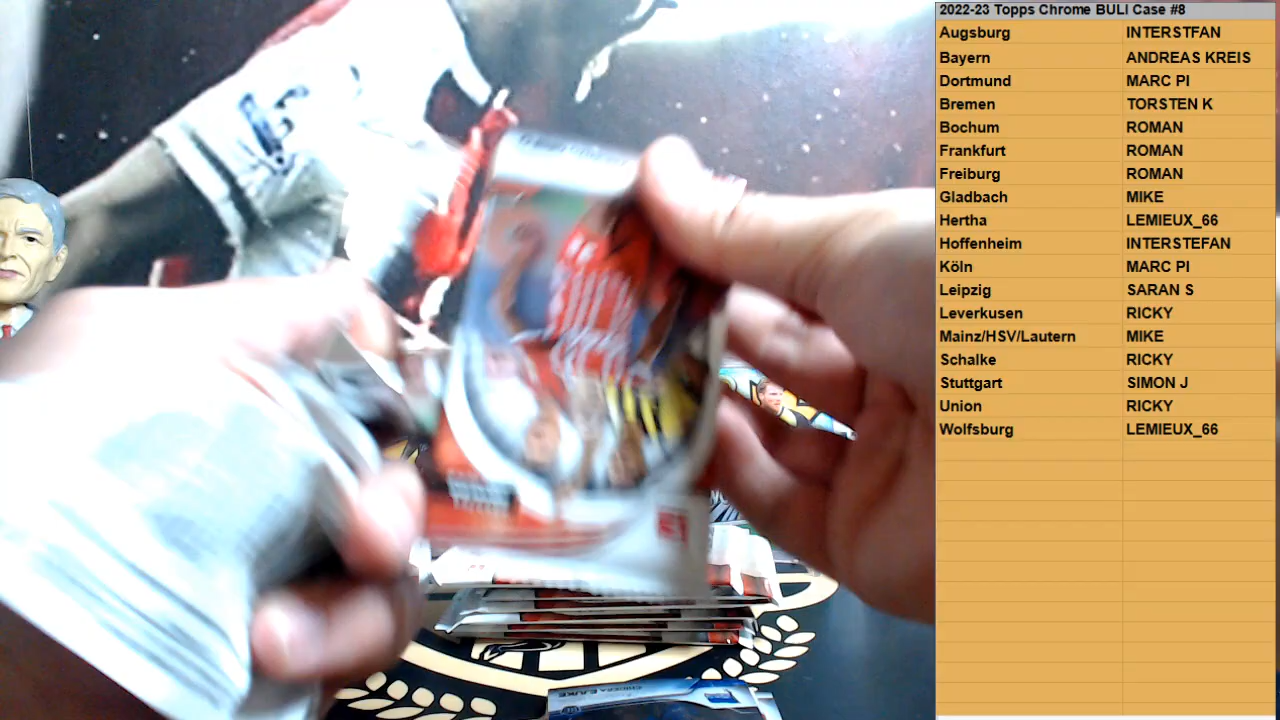 2022-23 Topps Chrome BULI Case #8
Augsburg INTERSTFAN
Bayern ANDREAS KREIS
Dortmund MARC PI
Bremen TORSTEN K
Bochum ROMAN
Frankfurt ROMAN
Freiburg ROMAN
Gladbach MIKE
Hertha LEMIEUX_66
Hoffenheim INTERSTEFAN
Köln MARC PI
Leipzig SARAN S
Leverkusen RICKY
Mainz/HSV/Lautern MIKE
Schalke RICKY
Stuttgart SIMON J
Union RICKY
Wolfsburg LEMIEUX_66
CHIDERA EJUKE